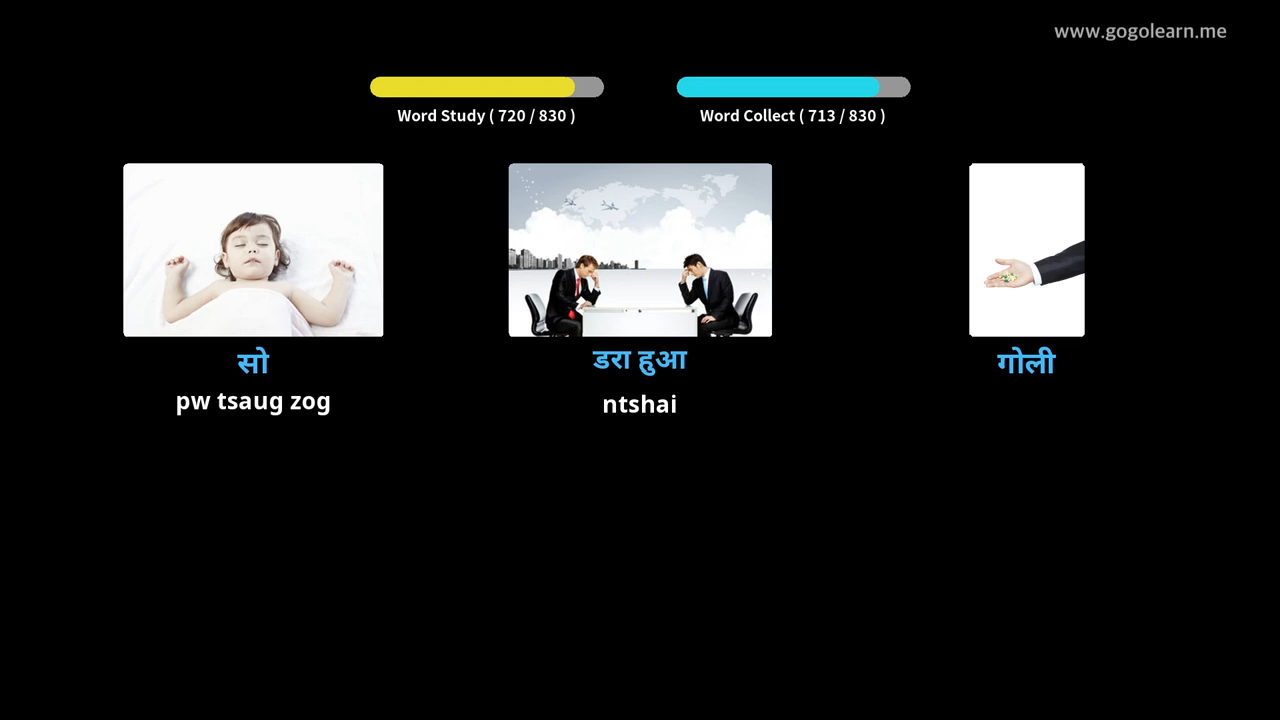 www.gogolearn.me
Word Study ( 720 / 830 )
Word Collect ( 713 / 830 )
सो
डरा हुआ
गोली
pw tsaug zog
ntshai